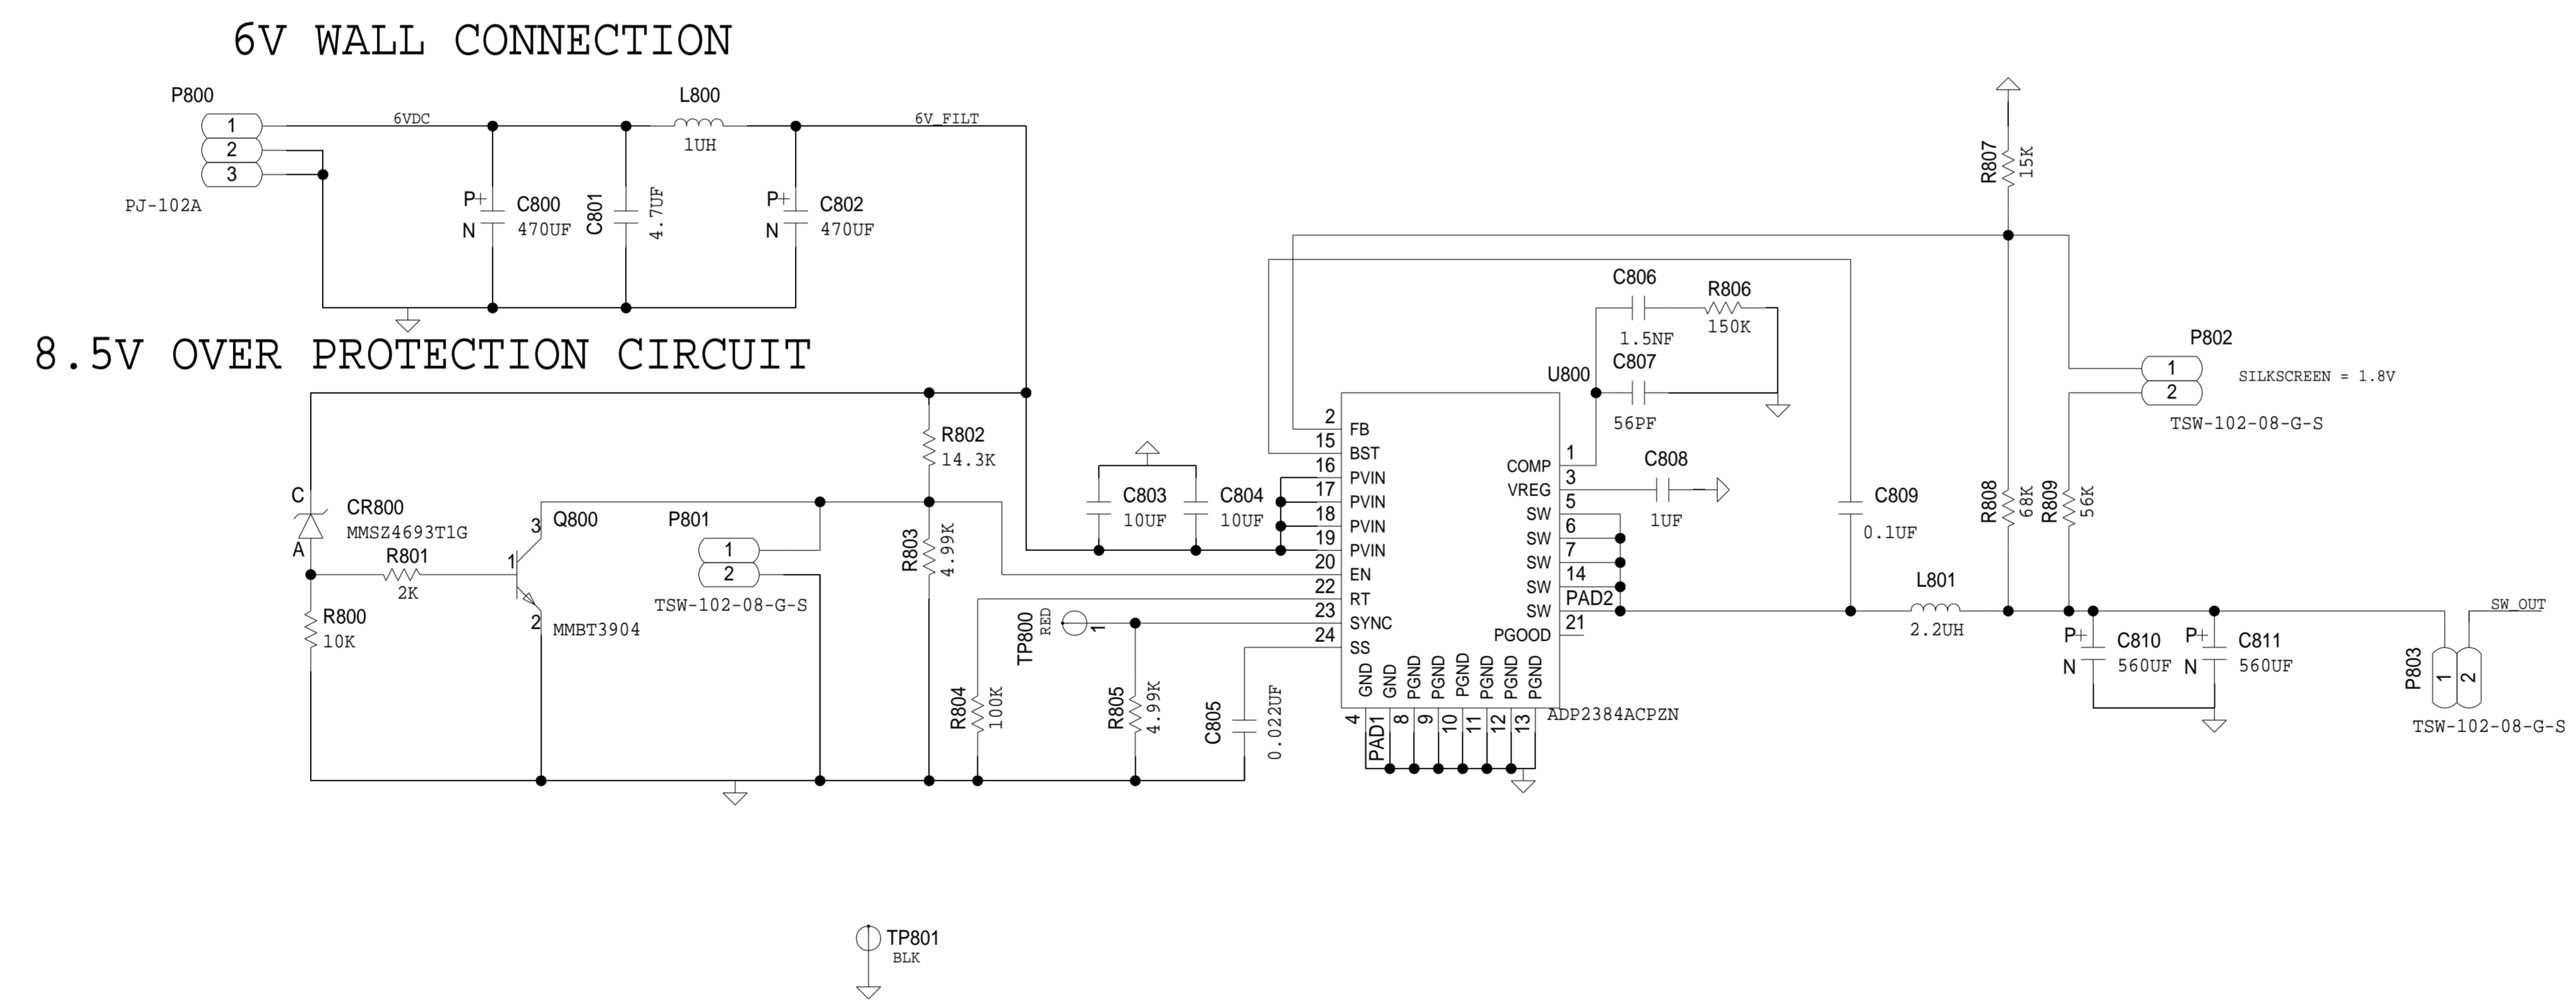 6V WALL CONNECTION
P800
1
2
3
PJ-102A
6VDC
L800
1UH
6V_FILT
P+
N
C800
470UF
C801
4.7UF
P+
N
C802
470UF
8.5V OVER PROTECTION CIRCUIT
C
A
CR800
MMSZ4693T1G
R801
2K
R800
10K
1
3
2
Q800
MMBT3904
P801
1
2
TSW-102-08-G-S
R802
14.3K
R803
4.99K
R804
100K
TP800
RED
1
R805
4.99K
C805
0.022UF
C803
10UF
C804
10UF
U800
2 FB
15 BST
16 PVIN
17 PVIN
18 PVIN
19 PVIN
20 EN
22 RT
23 SYNC
24 SS
COMP 1
VREG 3
SW 5
SW 6
SW 7
SW 14
SW PAD2
PGOOD 21
GND
GND
PGND
PGND
PGND
PGND
PGND
PGND
4
PAD1
8
9
10
11
12
13
ADP2384ACPZN
C806
1.5NF
R806
150K
C807
56PF
C808
1UF
C809
0.1UF
L801
2.2UH
R807
15K
R808
68K
R809
56K
P802
1
2
SILKSCREEN = 1.8V
TSW-102-08-G-S
P+
N
C810
560UF
P+
N
C811
560UF
SW_OUT
P803
1
2
TSW-102-08-G-S
TP801
BLK